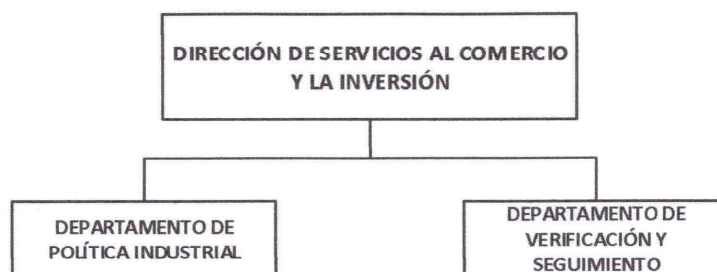 DIRECCIÓN DE SERVICIOS AL COMERCIO
Y LA INVERSIÓN
DEPARTAMENTO DE
POLÍTICA INDUSTRIAL
DEPARTAMENTO DE
VERIFICACIÓN Y
SEGUIMIENTO